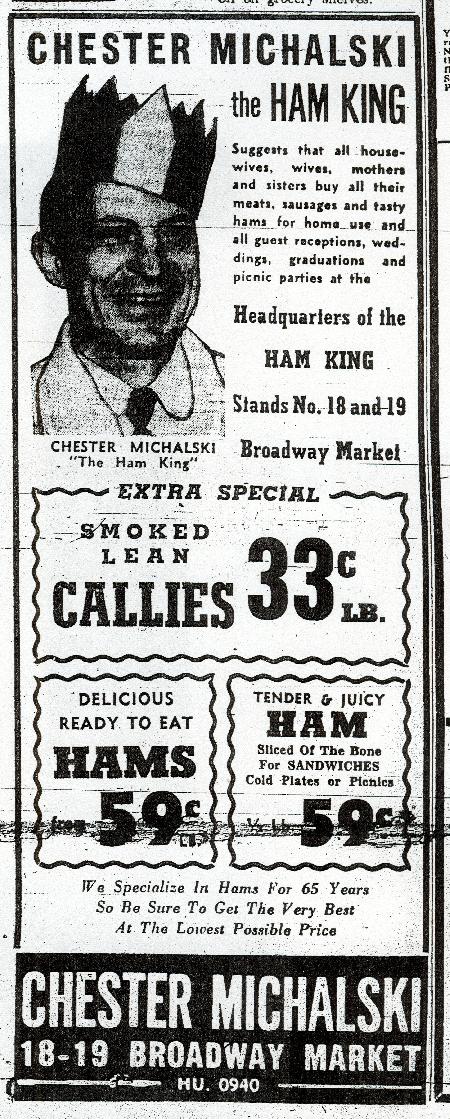 CHESTER MICHALSKI
the HAM KING
Suggests that all house-
wives, wives, mothers
and sisters buy all their
meats, sausages and tasty
hams for home use and
all guest receptions, wed-
dings, graduations and
picnic parties at the
Headquarters of the
HAM KING
Stands No. 18 and 19
Broadway Market
CHESTER MICHALSKI
"The Ham King"
EXTRA SPECIAL
SMOKED
LEAN
CALLIES
33c
LB.
DELICIOUS
READY TO EAT
HAMS
from 59c
TENDER & JUICY
HAM
Sliced Of The Bone
For SANDWICHES
Cold Plates or Picnics
½ Lb. 59c
We Specialize In Hams For 65 Years
So Be Sure To Get The Very Best
At The Lowest Possible Price
CHESTER MICHALSKI
18-19 BROADWAY MARKET
HU. 0940